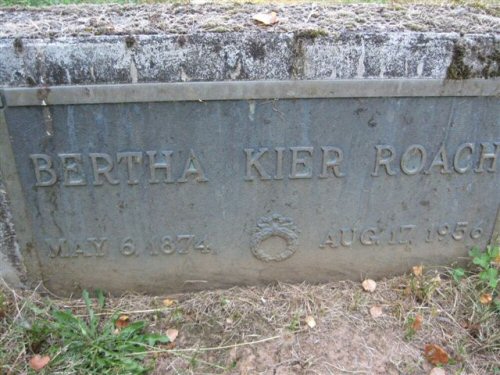 BERTHA KIER ROACH
MAY 6, 1874 AUG. 17, 1956